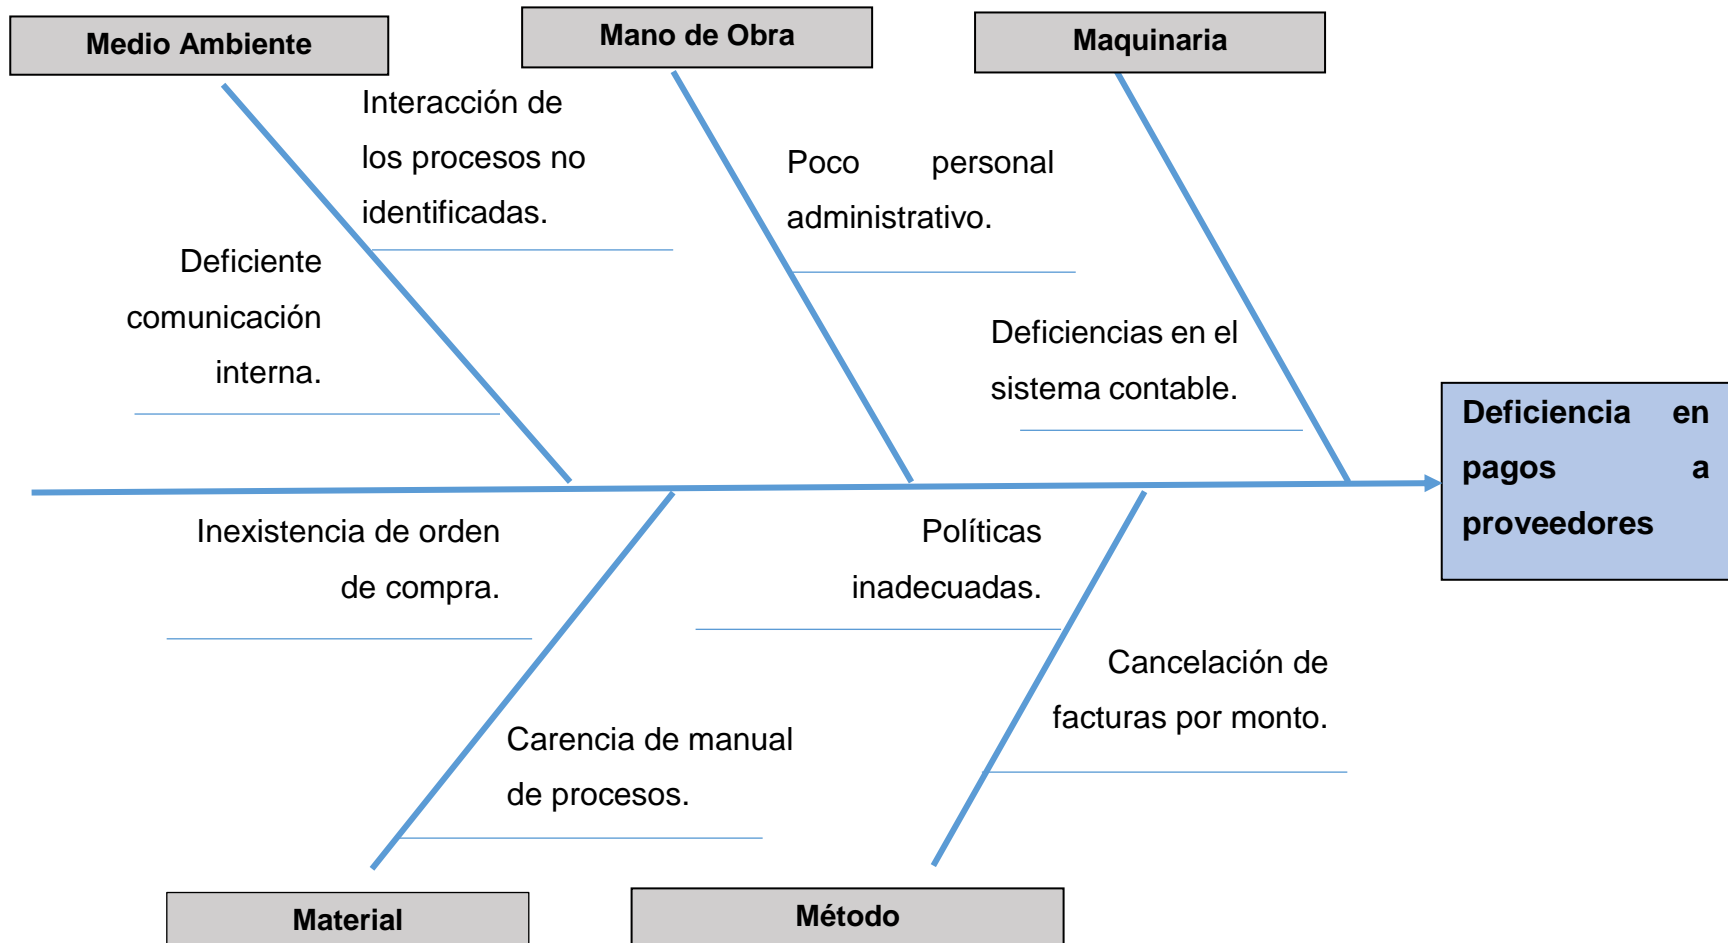 Medio Ambiente
Mano de Obra
Maquinaria
Interacción de
los procesos no
identificadas.
Poco personal
administrativo.
Deficiente
comunicación
interna.
Deficiencias en el
sistema contable.
Deficiencia en
pagos a
proveedores
Inexistencia de orden
de compra.
Políticas
inadecuadas.
Cancelación de
facturas por monto.
Carencia de manual
de procesos.
Material
Método